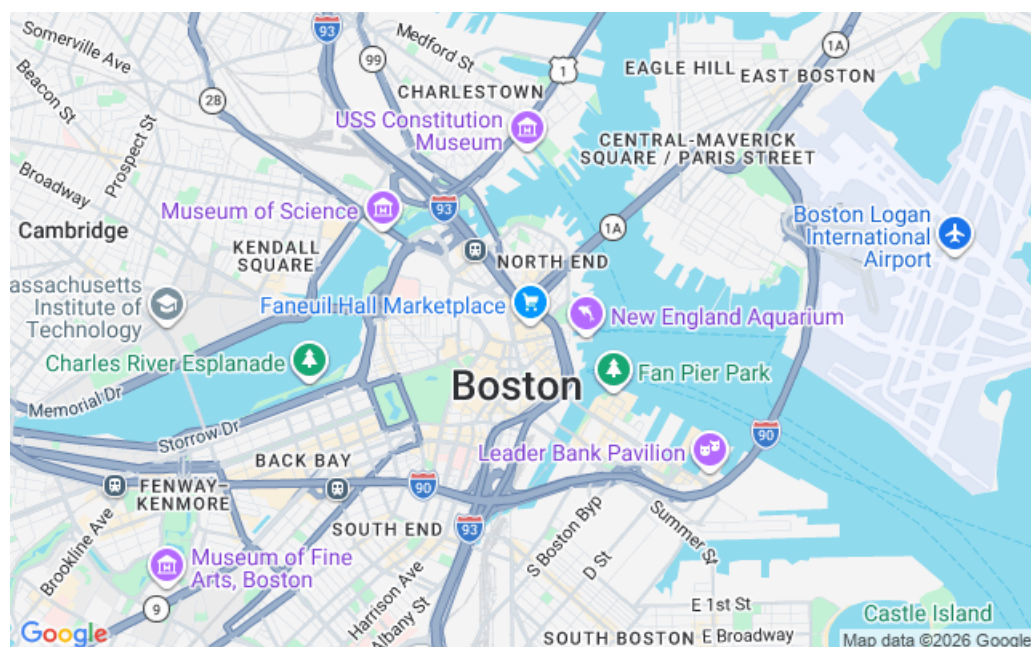 93
1A
Somerville Ave
Medford St
99
1
EAGLE HILL
EAST BOSTON
Beacon St
28
CHARLESTOWN
Prospect St
USS Constitution
Museum
CENTRAL-MAVERICK
SQUARE / PARIS STREET
Broadway
Museum of Science
93
1A
Boston Logan
International
Airport
Cambridge
KENDALL
SQUARE
NORTH END
assachusetts
Institute of
Technology
Faneuil Hall Marketplace
New England Aquarium
Charles River Esplanade
Fan Pier Park
Boston
Memorial Dr
Storrow Dr
90
Leader Bank Pavilion
BACK BAY
90
FENWAY–
KENMORE
SOUTH END
93
S Boston Byp
Summer St
Brookline Ave
Museum of Fine
Arts, Boston
D St
Harrison Ave
Albany St
9
E 1st St
Castle Island
Google
SOUTH BOSTON
E Broadway
Map data ©2026 Google